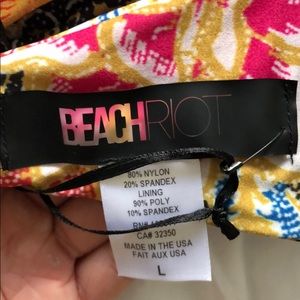 BEACHRIOT
80% NYLON
20% SPANDEX
LINING
90% POLY
10% SPANDEX
RN#
CA# 32350
MADE IN THE USA
FAIT AUX USA
L